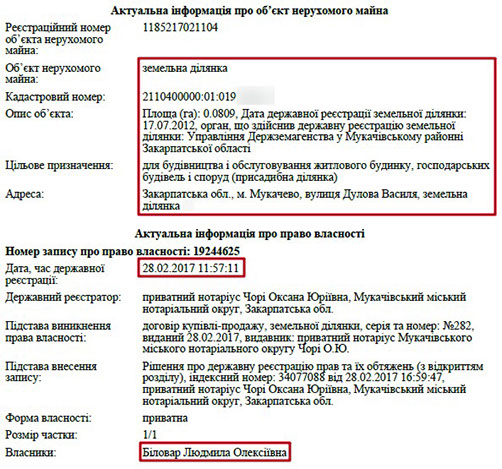 Актуальна інформація про об’єкт нерухомого майна
Реєстраційний номер 1185217021104
об’єкта нерухомого
майна:
Об’єкт нерухомого земельна ділянка
майна:
Кадастровий номер: 2110400000:01:019
Опис об’єкта: Площа (га): 0.0809, Дата державної реєстрації земельної ділянки:
17.07.2012, орган, що здійснив державну реєстрацію земельної
ділянки: Управління Держземагенства у Мукачівському районні
Закарпатської області
Цільове призначення: для будівництва і обслуговування житлового будинку, господарських
будівель і споруд (присадибна ділянка)
Адреса: Закарпатська обл., м. Мукачево, вулиця Дулова Василя, земельна
ділянка
Актуальна інформація про право власності
Номер запису про право власності: 19244625
Дата, час державної 28.02.2017 11:57:11
реєстрації:
Державний реєстратор: приватний нотаріус Чорі Оксана Юріївна, Мукачівський міський
нотаріальний округ, Закарпатська обл.
Підстава виникнення договір купівлі-продажу, земельної ділянки, серія та номер: №282,
права власності: виданий 28.02.2017, видавник: приватний нотаріус Мукачівського
міського нотаріального округу Чорі О.Ю.
Підстава внесення Рішення про державну реєстрацію прав та їх обтяжень (з відкриттям
запису: розділу), індексний номер: 34077088 від 28.02.2017 16:59:47,
приватний нотаріус Чорі Оксана Юріївна, Мукачівський міський
нотаріальний округ, Закарпатська обл.
Форма власності: приватна
Розмір частки: 1/1
Власники: Біловар Людмила Олексіївна